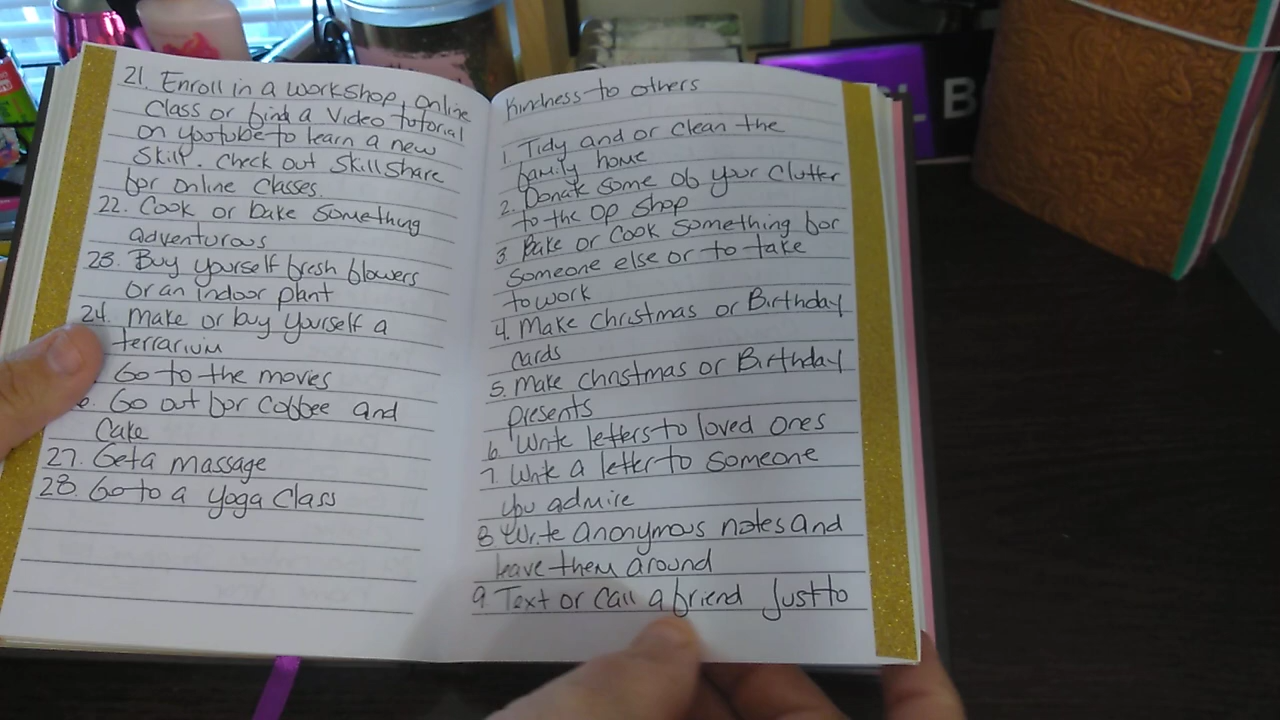 21. Enroll in a workshop, online
class or find a video tutorial
on Youtube to learn a new
skill. Check out SkillShare
for online classes.
22. Cook or bake something
adventurous
23. Buy yourself fresh flowers
or an indoor plant
24. Make or buy yourself a
terrarium
Go to the movies
6. Go out for coffee and
cake
27. Get a massage
28. Go to a yoga class
Kindness to others
1. Tidy and or clean the
family home
2. Donate some of your clutter
to the op shop
3. Bake or cook something for
someone else or to take
to work
4. Make christmas or Birthday
cards
5. Make christmas or Birthday
presents
6. Write letters to loved ones
7. Write a letter to someone
you admire
8 Write anonymous notes and
leave them around
9 Text or call a friend just to
L B